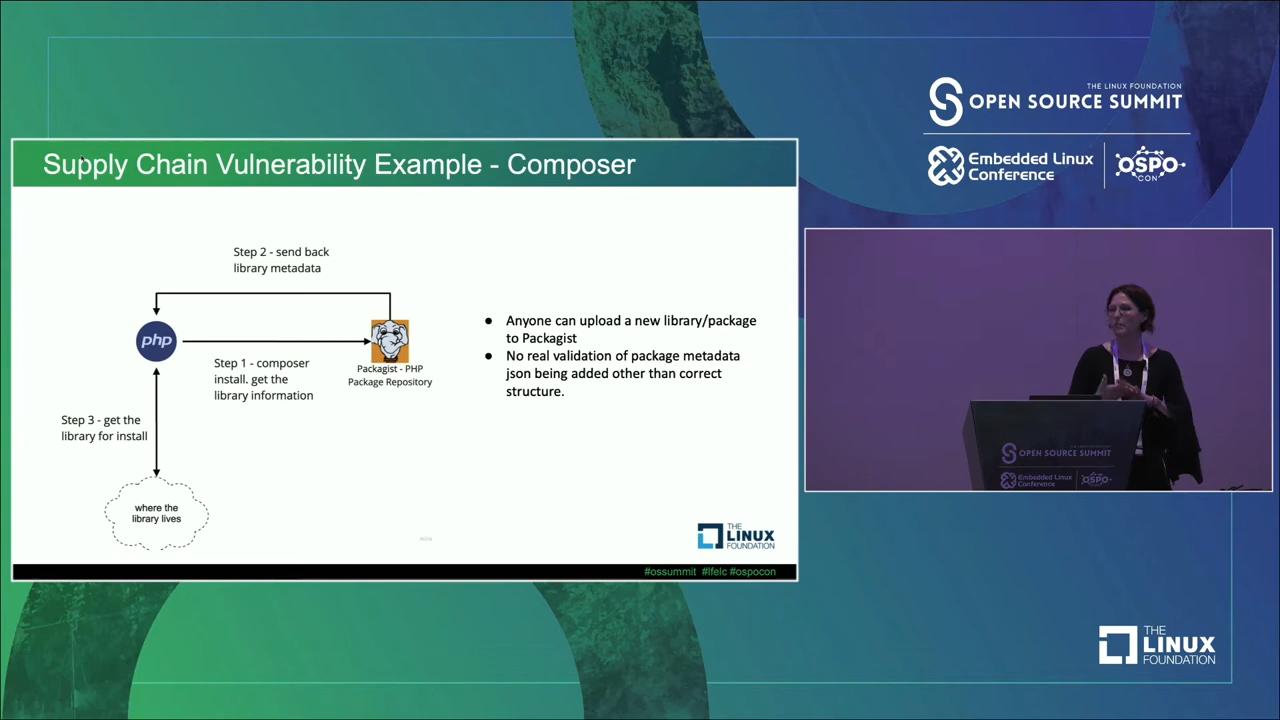 THE LINUX FOUNDATION
OPEN SOURCE SUMMIT
Embedded Linux
Conference
OSPO
CON
Supply Chain Vulnerability Example - Composer
Step 2 - send back
library metadata
php
Step 1 - composer
install. get the
library information
Packagist - PHP
Package Repository
Step 3 - get the
library for install
where the
library lives
● Anyone can upload a new library/package
to Packagist
● No real validation of package metadata
json being added other than correct
structure.
miro
THE
LINUX
FOUNDATION
#ossummit #lfelc #ospocon
OPEN SOURCE SUMMIT
Embedded Linux
Conference
OSPO
CON
THE
LINUX
FOUNDATION